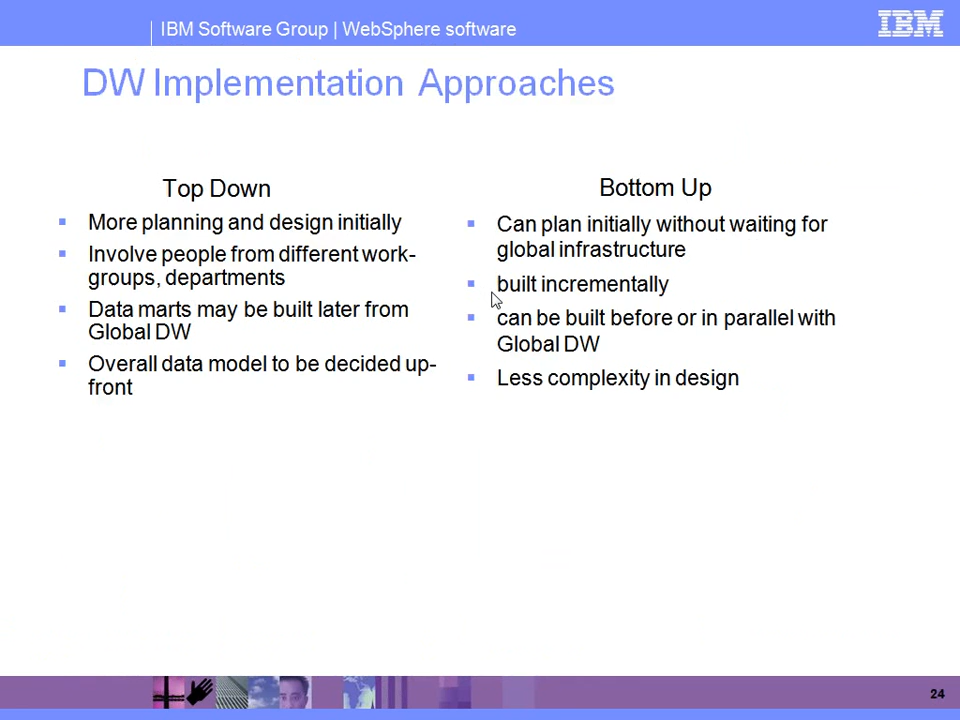 IBM Software Group | WebSphere software
IBM
DW Implementation Approaches
Top Down
More planning and design initially
Involve people from different work-
groups, departments
Data marts may be built later from
Global DW
Overall data model to be decided up-
front
Bottom Up
Can plan initially without waiting for
global infrastructure
built incrementally
can be built before or in parallel with
Global DW
Less complexity in design
24